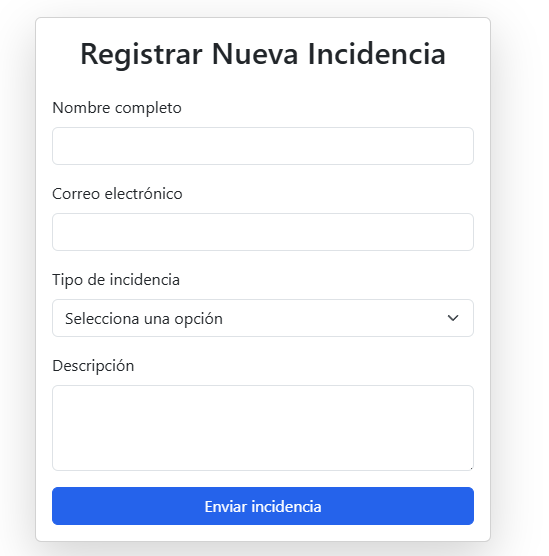 Registrar Nueva Incidencia
Nombre completo
Correo electrónico
Tipo de incidencia
Selecciona una opción
Descripción
Enviar incidencia